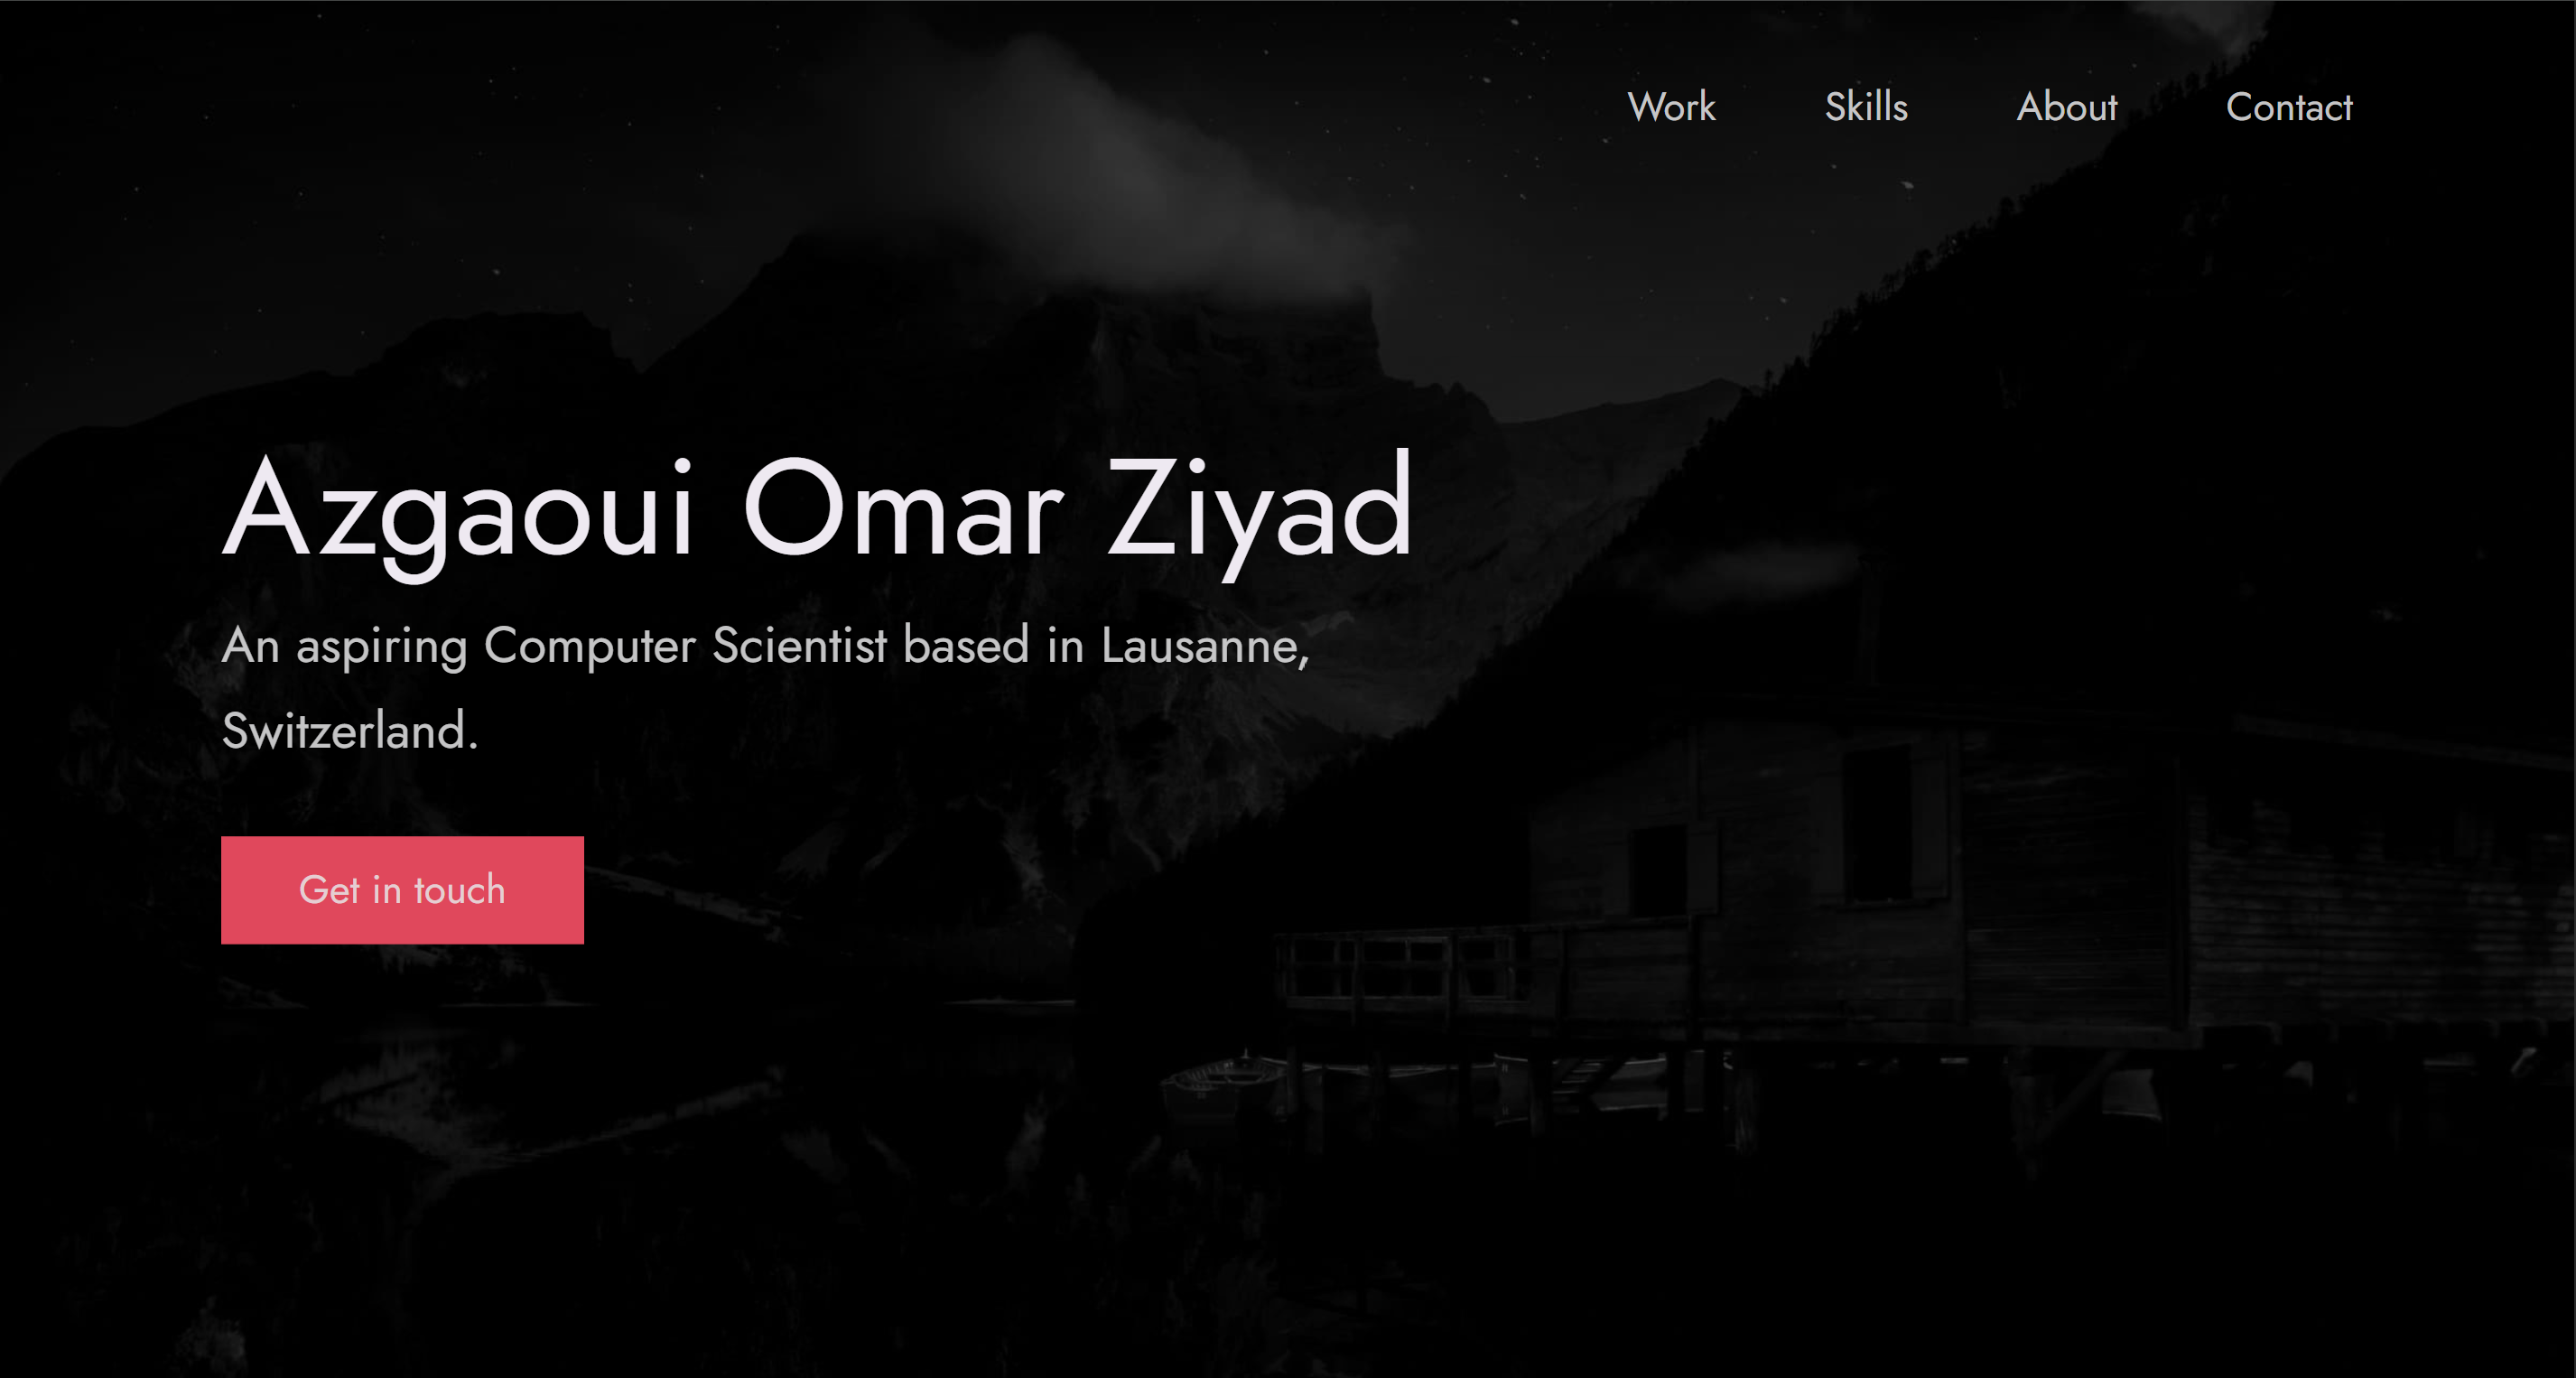 Work Skills About Contact
Azgaoui Omar Ziyad
An aspiring Computer Scientist based in Lausanne,
Switzerland.
Get in touch